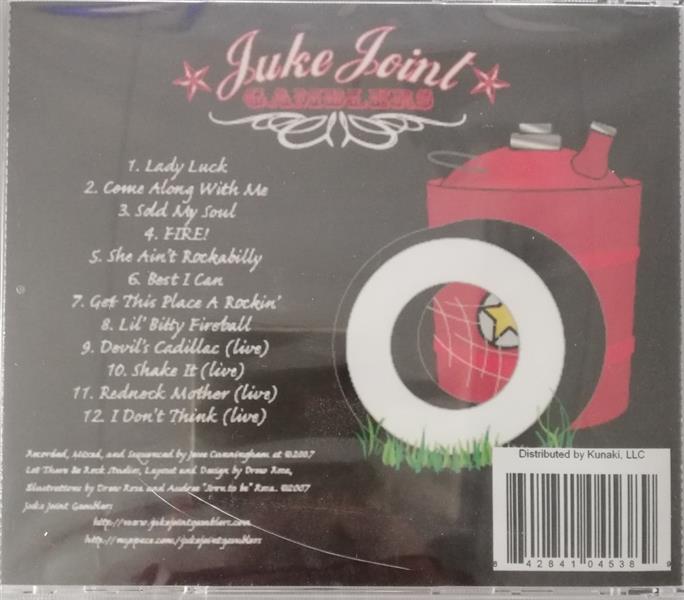 Juke Joint
GAMBLERS
1. Lady Luck
2. Come Along With Me
3. Sold My Soul
4. FIRE!
5. She Ain't Rockabilly
6. Best I Can
7. Get This Place A Rockin'
8. Lil' Bitty Fireball
9. Devil's Cadillac (live)
10. Shake It (live)
11. Redneck Mother (live)
12. I Don't Think (live)
Recorded, Mixed, and Sequenced by Jesse Cunningham at ©2007
Let There Be Rock Studios, Layout and Design by Drew Rosa,
Illustrations by Drew Rosa and Audree "Born to be" Rosa. ©2007
Juke Joint Gamblers
http://www.jukejointgamblers.com
http://myspace.com/jukejointgamblers
Distributed by Kunaki, LLC
8 42841 04538 9